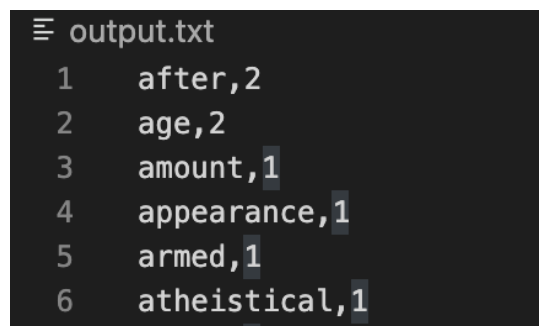 output.txt
1 after,2
2 age,2
3 amount,1
4 appearance,1
5 armed,1
6 atheistical,1